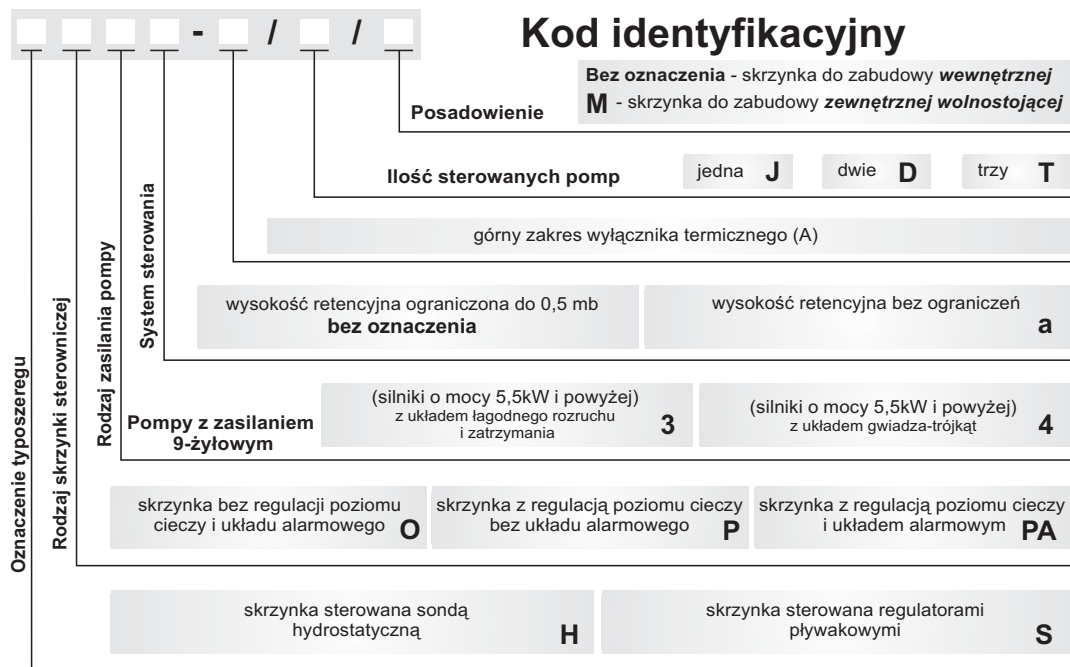 - / /
Kod identyfikacyjny
Bez oznaczenia - skrzynka do zabudowy wewnętrznej
M - skrzynka do zabudowy zewnętrznej wolnostojącej
Posadowienie
Ilość sterowanych pomp
jedna J
dwie D
trzy T
górny zakres wyłącznika termicznego (A)
System sterowania
wysokość retencyjna ograniczona do 0,5 mb
bez oznaczenia
wysokość retencyjna bez ograniczeń
a
Rodzaj zasilania pompy
Pompy z zasilaniem
9-żyłowym
(silniki o mocy 5,5kW i powyżej)
z układem łagodnego rozruchu
i zatrzymania 3
(silniki o mocy 5,5kW i powyżej)
z układem gwiadza-trójkąt 4
Rodzaj skrzynki sterowniczej
skrzynka bez regulacji poziomu
cieczy i układu alarmowego O
skrzynka z regulacją poziomu cieczy
bez układu alarmowego P
skrzynka z regulacją poziomu cieczy
i układem alarmowym PA
Oznaczenie typoszeregu
skrzynka sterowana sondą
hydrostatyczną H
skrzynka sterowana regulatorami
pływakowymi S